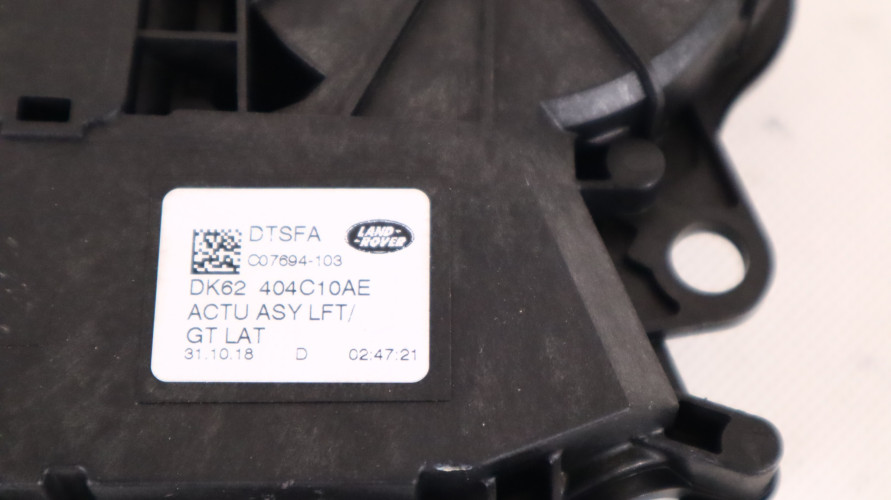 DTSFA
LAND-
-ROVER
C07694-103
DK62 404C10AE
ACTU ASY LFT/
GT LAT
31.10.18 D 02:47:21